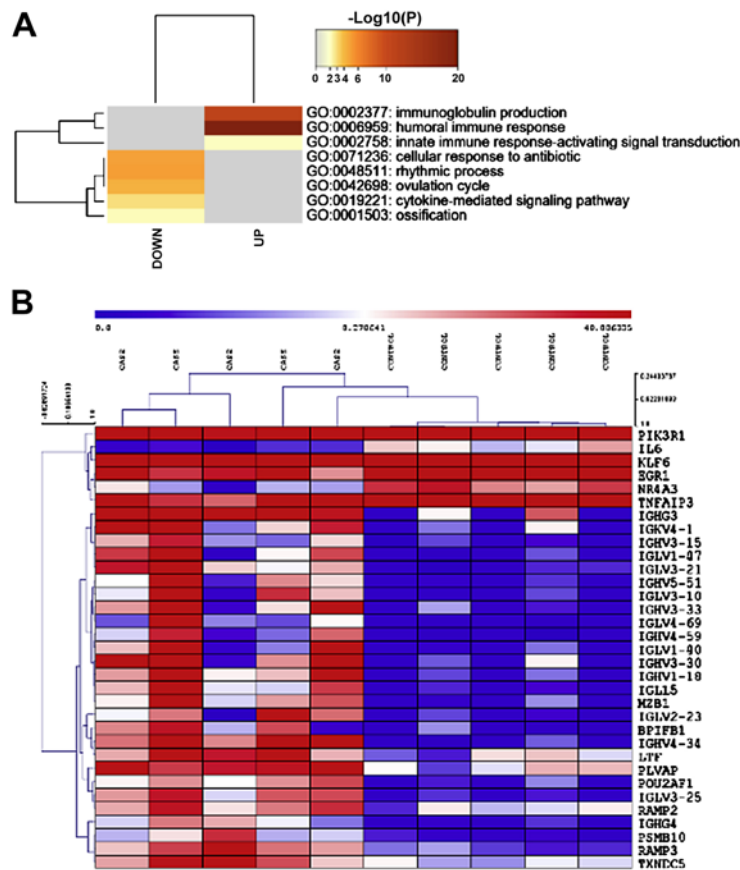 A
-Log10(P)
0 2 3 4 6 10 20
GO:0002377: immunoglobulin production
GO:0006959: humoral immune response
GO:0002758: innate immune response-activating signal transduction
GO:0071236: cellular response to antibiotic
GO:0048511: rhythmic process
GO:0042698: ovulation cycle
GO:0019221: cytokine-mediated signaling pathway
GO:0001503: ossification
DOWN
UP
B
0.0
PIK3R1
IL6
KLF6
EGR1
NR4A3
TNFAIP3
IGHG3
IGKV4-1
IGHV3-15
IGLV1-87
IGLV3-21
IGHV5-51
IGLV3-10
IGHV3-33
IGLV4-69
IGHV4-59
IGLV1-40
IGHV3-30
IGHV1-18
IGLL5
MZB1
IGLV2-23
BPIFB1
IGHV4-34
LTF
PLVAP
POU2AF1
IGLV3-25
RAMP2
IGHG4
PSMB10
RAMP3
TXNDC5